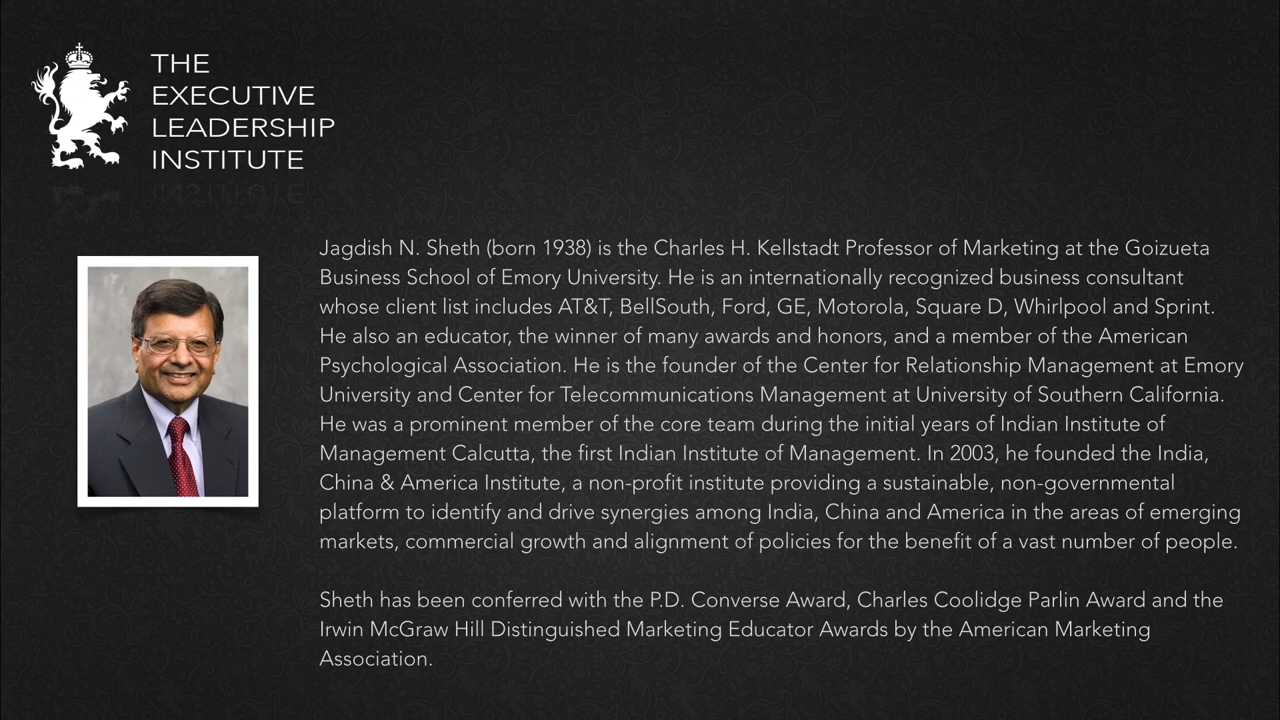 THE
EXECUTIVE
LEADERSHIP
INSTITUTE
Jagdish N. Sheth (born 1938) is the Charles H. Kellstadt Professor of Marketing at the Goizueta
Business School of Emory University. He is an internationally recognized business consultant
whose client list includes AT&T, BellSouth, Ford, GE, Motorola, Square D, Whirlpool and Sprint.
He also an educator, the winner of many awards and honors, and a member of the American
Psychological Association. He is the founder of the Center for Relationship Management at Emory
University and Center for Telecommunications Management at University of Southern California.
He was a prominent member of the core team during the initial years of Indian Institute of
Management Calcutta, the first Indian Institute of Management. In 2003, he founded the India,
China & America Institute, a non-profit institute providing a sustainable, non-governmental
platform to identify and drive synergies among India, China and America in the areas of emerging
markets, commercial growth and alignment of policies for the benefit of a vast number of people.
Sheth has been conferred with the P.D. Converse Award, Charles Coolidge Parlin Award and the
Irwin McGraw Hill Distinguished Marketing Educator Awards by the American Marketing
Association.